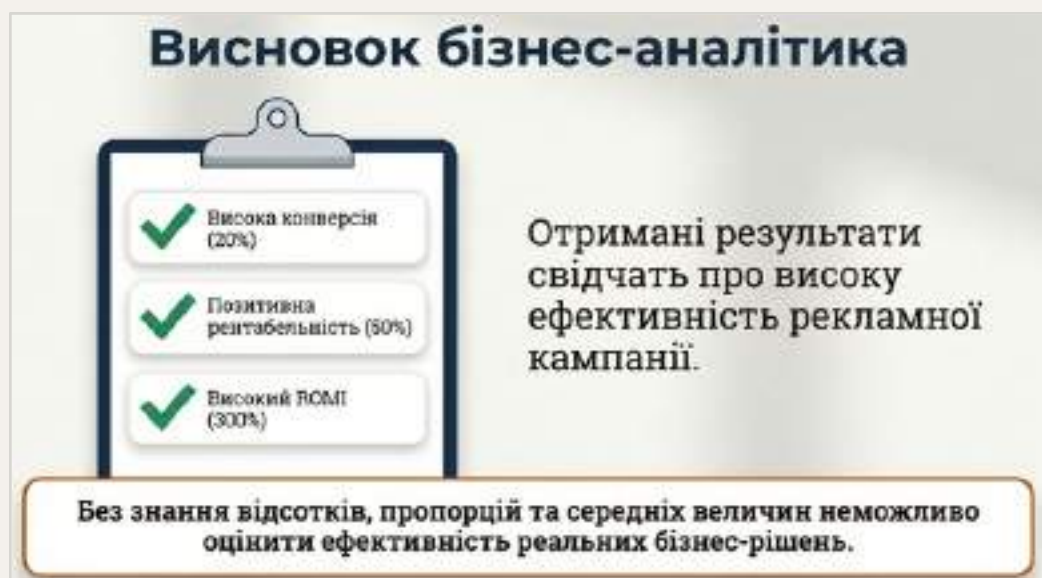 Висновок бізнес-аналітика
Висока конверсія
(20%)
Позитивна
рентабельність (50%)
Високий ROMI
(300%)
Отримані результати
свідчать про високу
ефективність рекламної
кампанії.
Без знання відсотків, пропорцій та середніх величин неможливо
оцінити ефективність реальних бізнес-рішень.